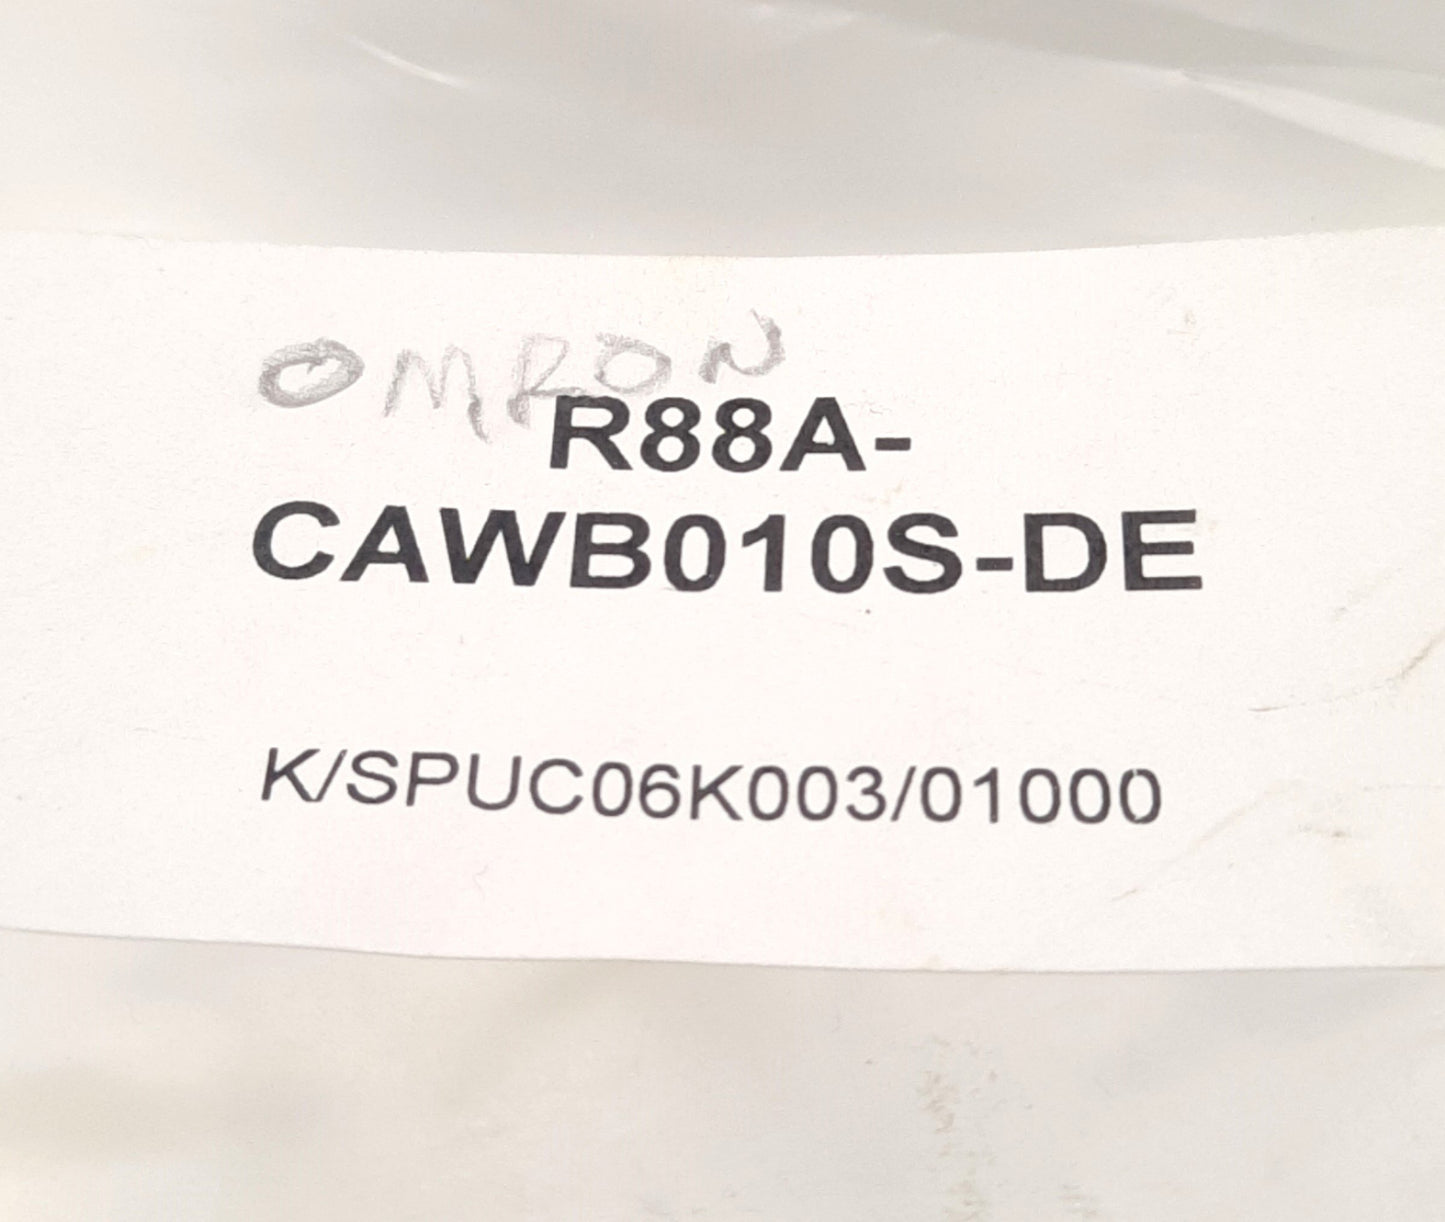 OMRON
R88A-
CAWB010S-DE
K/SPUC06K003/01000